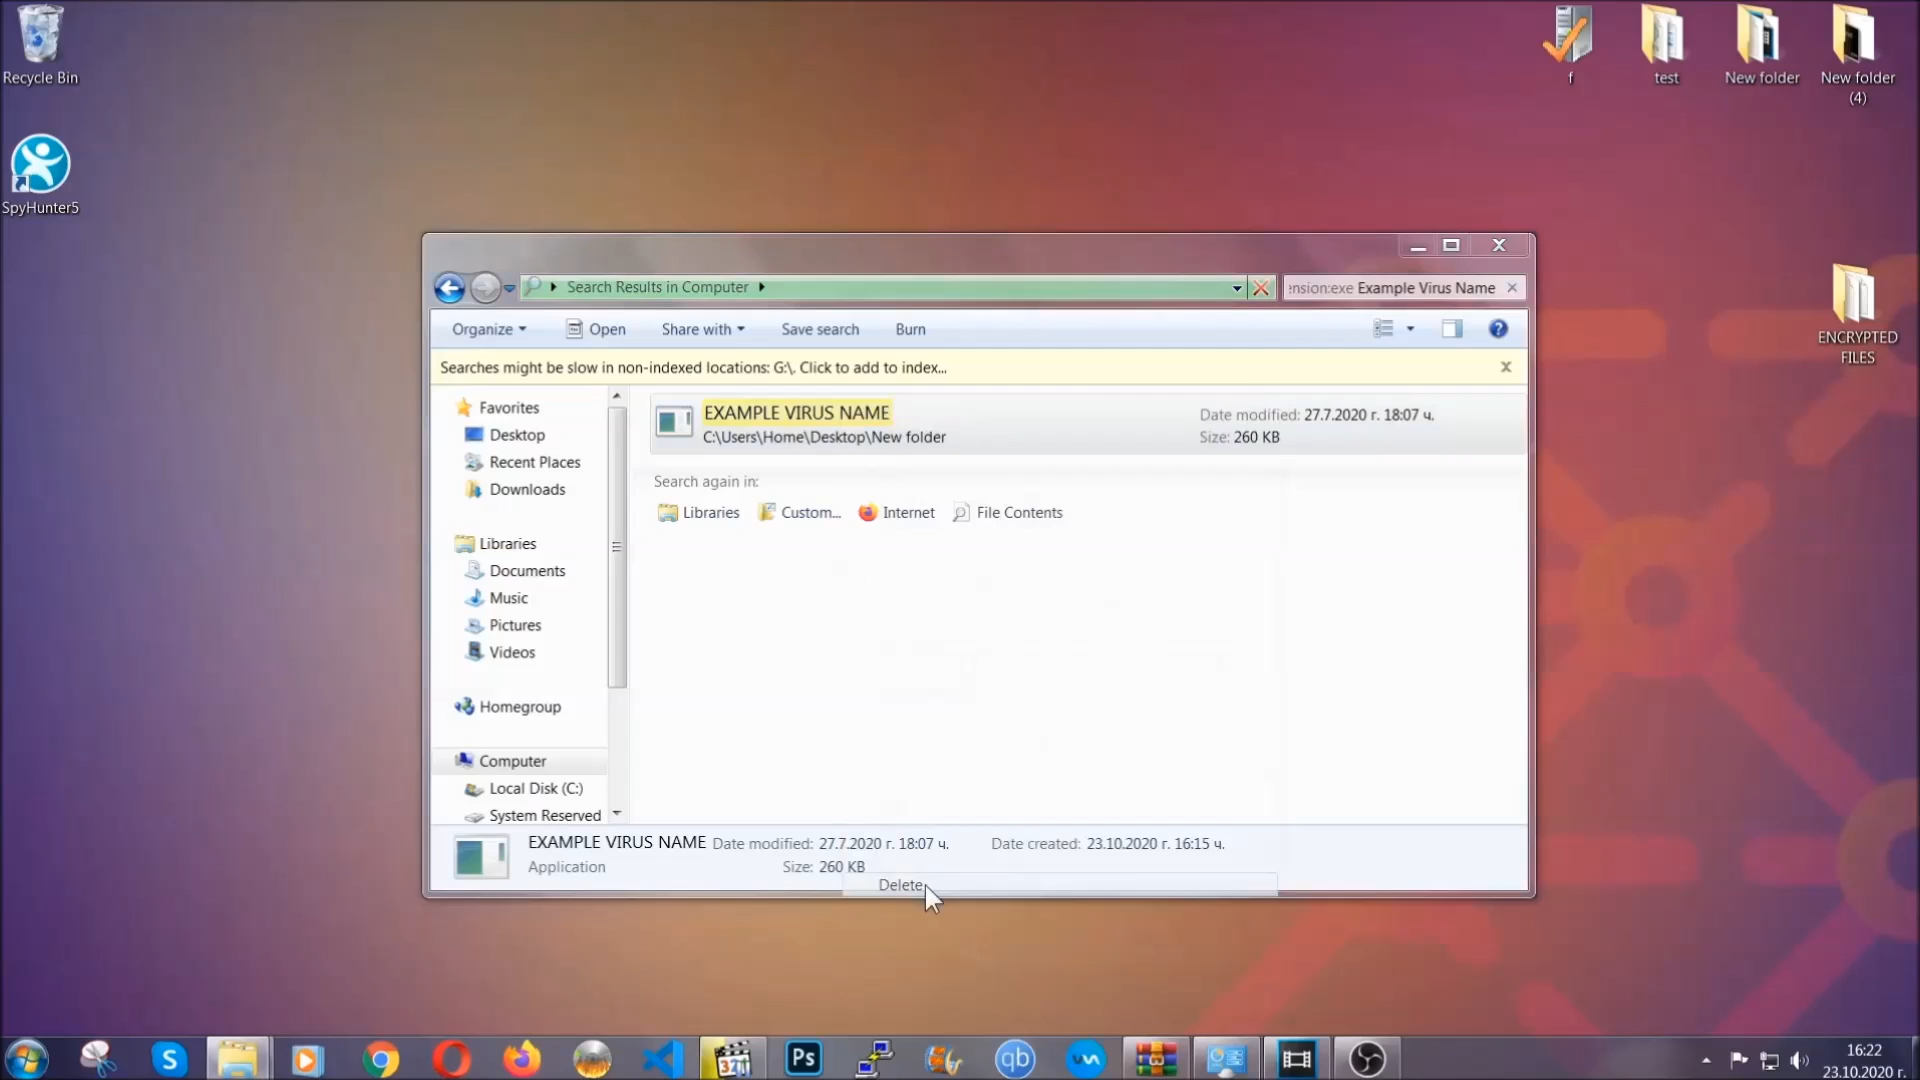 Recycle Bin
SpyHunter5
f
test
New folder
New folder
(4)
ENCRYPTED
FILES
Search Results in Computer
ension:exe Example Virus Name
Organize
Open
Share with
Save search
Burn
Searches might be slow in non-indexed locations: G:\. Click to add to index...
Favorites
Desktop
Recent Places
Downloads
Libraries
Documents
Music
Pictures
Videos
Homegroup
Computer
Local Disk (C:)
System Reserved
EXAMPLE VIRUS NAME
C:\Users\Home\Desktop\New folder
Date modified: 27.7.2020 г. 18:07 ч.
Size: 260 KB
Search again in:
Libraries
Custom...
Internet
File Contents
EXAMPLE VIRUS NAME Date modified: 27.7.2020 г. 18:07 ч. Date created: 23.10.2020 г. 16:15 ч.
Application Size: 260 KB
Delete
S
321
Ps
qb
16:22
23.10.2020 г.